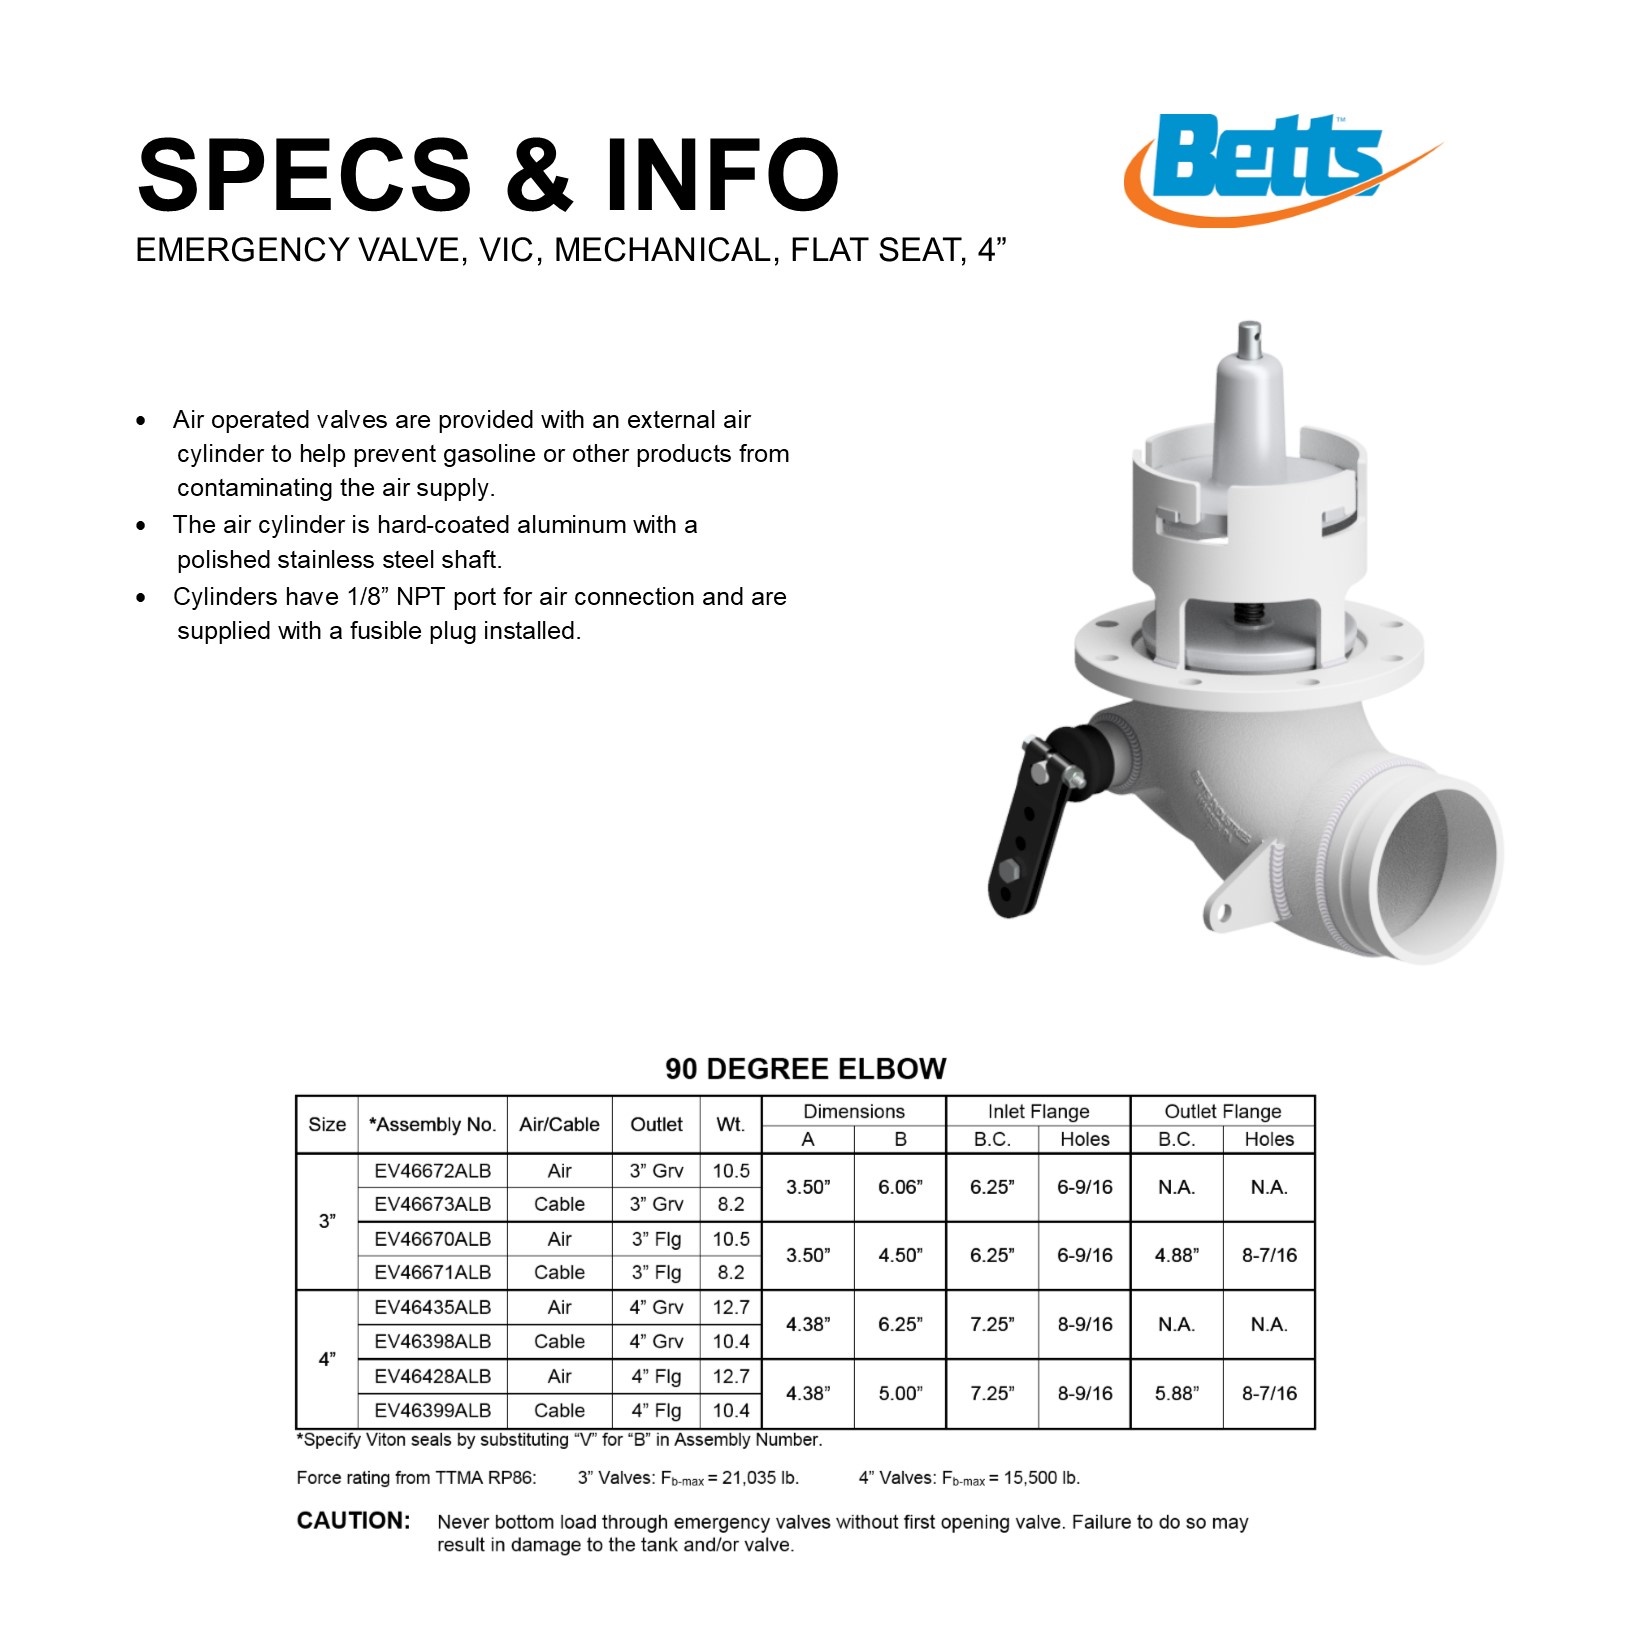 Betts™
SPECS & INFO
EMERGENCY VALVE, VIC, MECHANICAL, FLAT SEAT, 4”
• Air operated valves are provided with an external air
cylinder to help prevent gasoline or other products from
contaminating the air supply.
• The air cylinder is hard-coated aluminum with a
polished stainless steel shaft.
• Cylinders have 1/8” NPT port for air connection and are
supplied with a fusible plug installed.
90 DEGREE ELBOW
Size *Assembly No. Air/Cable Outlet Wt. Dimensions Inlet Flange Outlet Flange
A B B.C. Holes B.C. Holes
3” EV46672ALB Air 3” Grv 10.5 3.50” 6.06” 6.25” 6-9/16 N.A. N.A.
EV46673ALB Cable 3” Grv 8.2
EV46670ALB Air 3” Flg 10.5 3.50” 4.50” 6.25” 6-9/16 4.88” 8-7/16
EV46671ALB Cable 3” Flg 8.2
4” EV46435ALB Air 4” Grv 12.7 4.38” 6.25” 7.25” 8-9/16 N.A. N.A.
EV46398ALB Cable 4” Grv 10.4
EV46428ALB Air 4” Flg 12.7 4.38” 5.00” 7.25” 8-9/16 5.88” 8-7/16
EV46399ALB Cable 4” Flg 10.4
*Specify Viton seals by substituting “V” for “B” in Assembly Number.
Force rating from TTMA RP86: 3” Valves: Fb-max = 21,035 lb. 4” Valves: Fb-max = 15,500 lb.
CAUTION: Never bottom load through emergency valves without first opening valve. Failure to do so may
result in damage to the tank and/or valve.